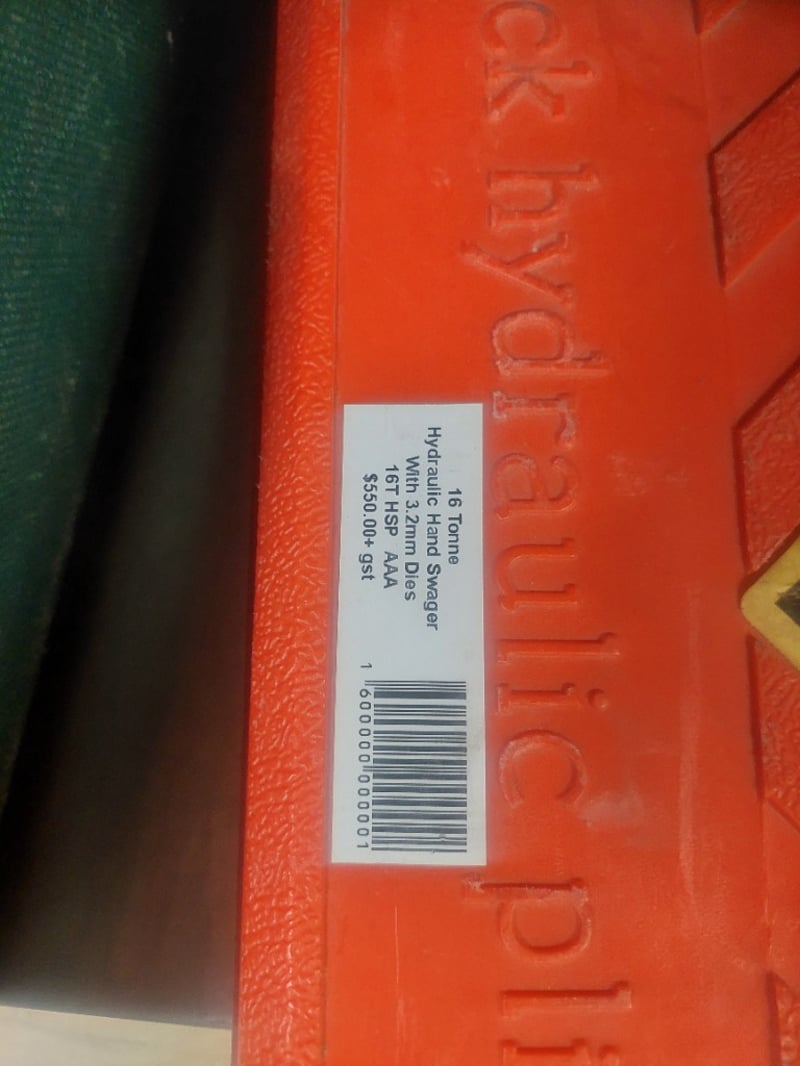 ck hydraulic pli
16 Tonne
Hydraulic Hand Swager
With 3.2mm Dies
16T HSP AAA
$550.00+ gst
1 600000 000001